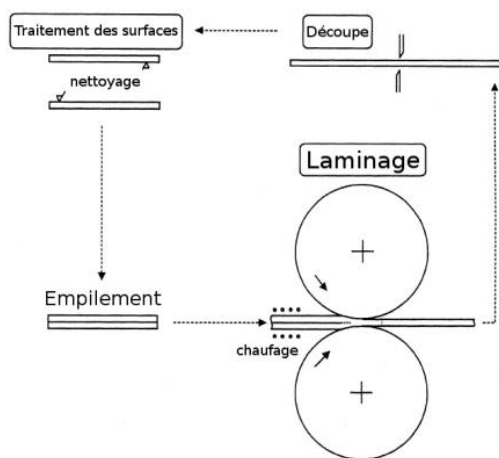 Traitement des surfaces
Découpe
nettoyage
Laminage
Empilement
chaufage